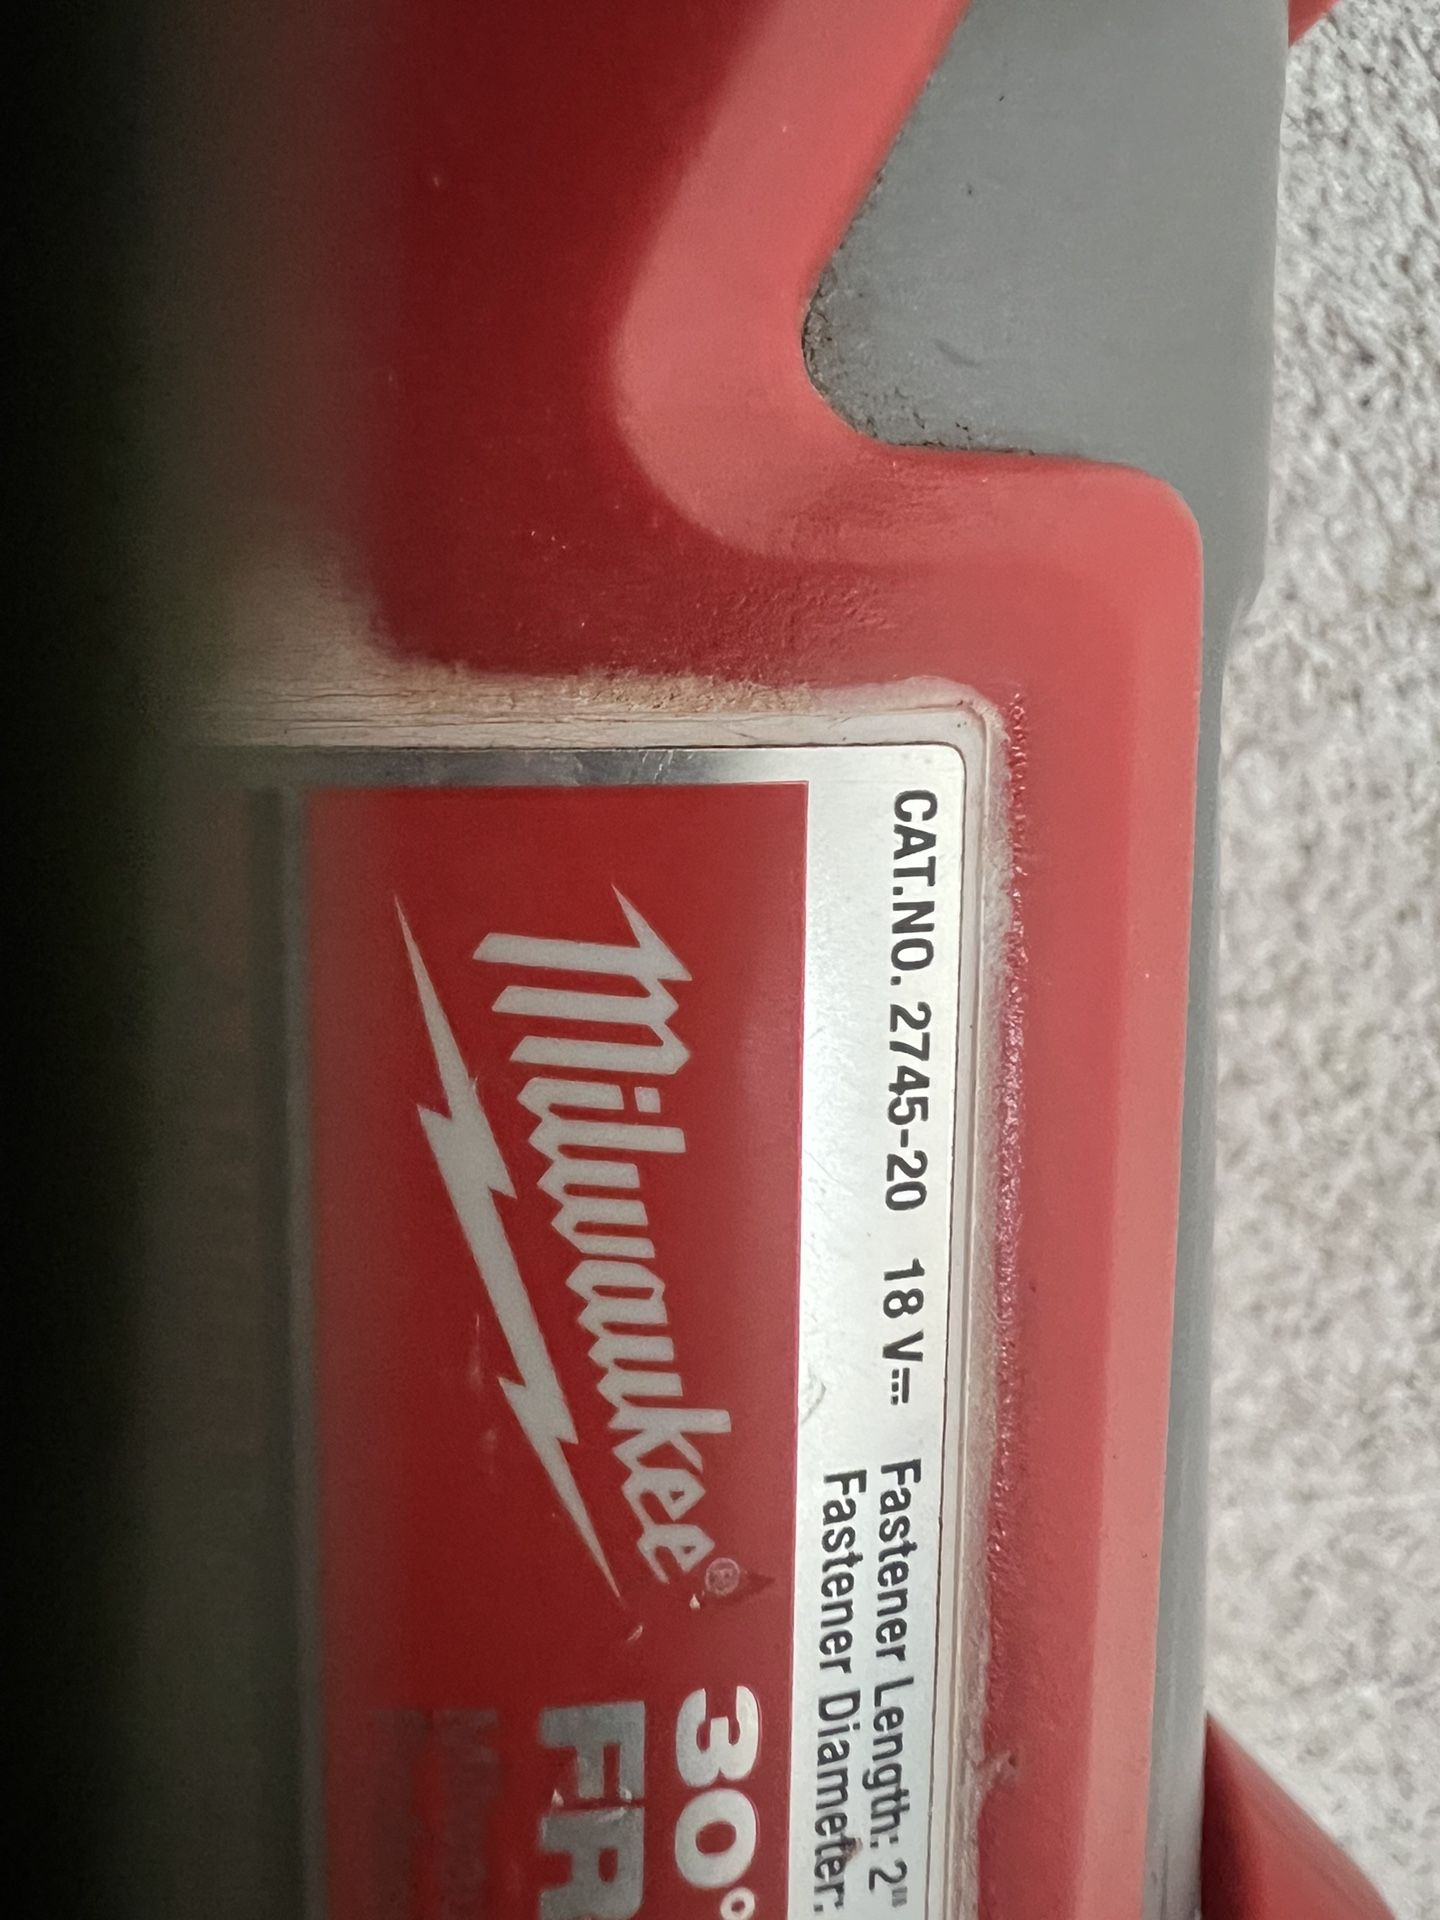 CAT.NO. 2745-20 18 V⎓ Fastener Length: 2"
Fastener Diameter:
Milwaukee®
30°
FR